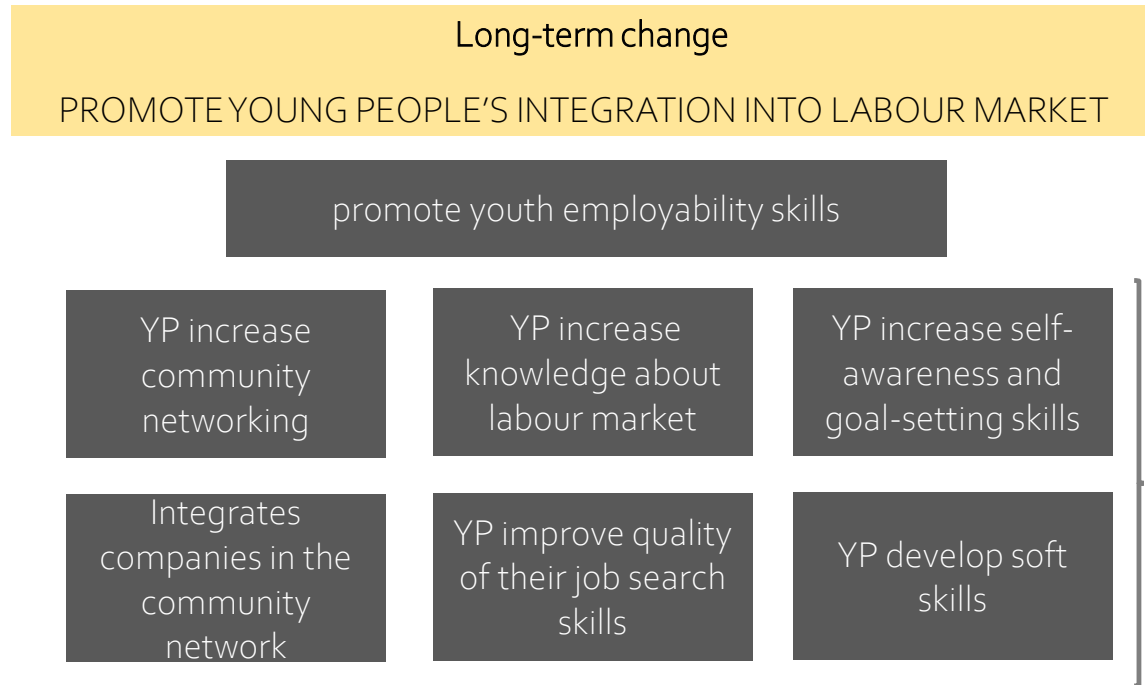 Long-term change
PROMOTE YOUNG PEOPLE'S INTEGRATION INTO LABOUR MARKET
promote youth employability skills
YP increase
community
networking
YP increase
knowledge about
labour market
YP increase self-
awareness and
goal-setting skills
Integrates
companies in the
community
network
YP improve quality
of their job search
skills
YP develop soft
skills